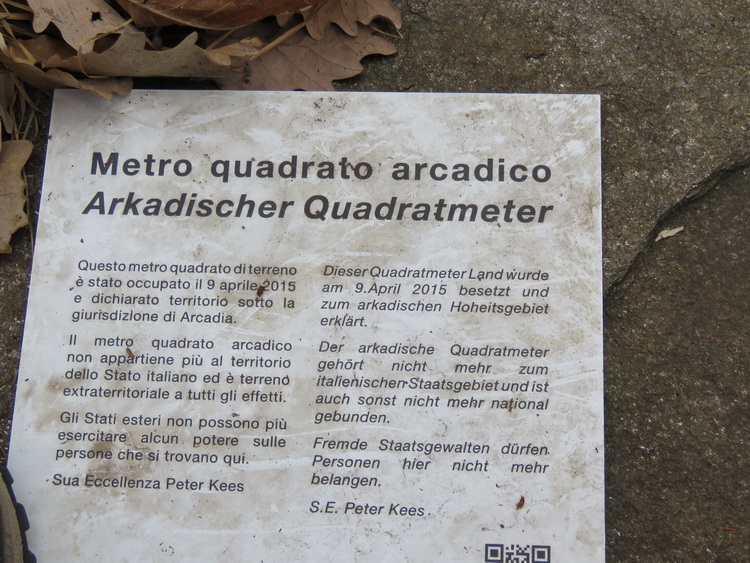 Metro quadrato arcadico
Arkadischer Quadratmeter
Questo metro quadrato di terreno
è stato occupato il 9 aprile 2015
e dichiarato territorio sotto la
giurisdizione di Arcadia.
Il metro quadrato arcadico
non appartiene più al territorio
dello Stato italiano ed è terreno
extraterritoriale a tutti gli effetti.
Gli Stati esteri non possono più
esercitare alcun potere sulle
persone che si trovano qui.
Sua Eccellenza Peter Kees
Dieser Quadratmeter Land wurde
am 9.April 2015 besetzt und
zum arkadischen Hoheitsgebiet
erklärt.
Der arkadische Quadratmeter
gehört nicht mehr zum
italienischen Staatsgebiet und ist
auch sonst nicht mehr national
gebunden.
Fremde Staatsgewalten dürfen
Personen hier nicht mehr
belangen.
S.E. Peter Kees